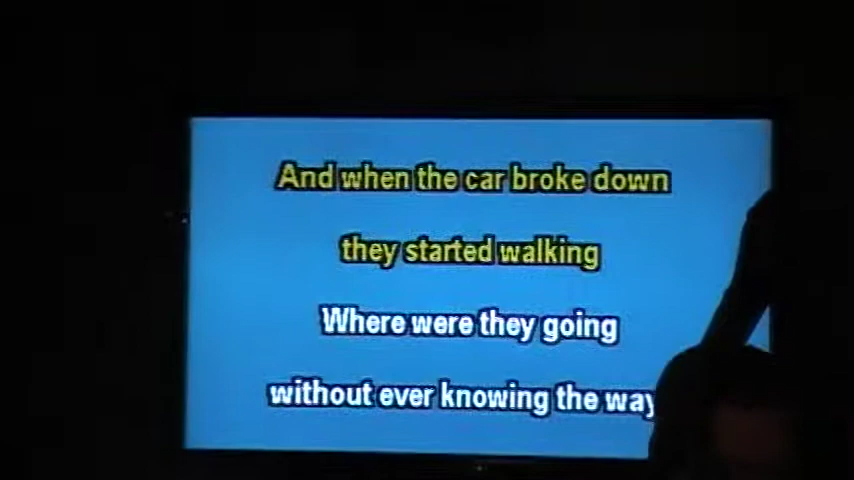 And when the car broke down
they started walking
Where were they going
without ever knowing the way